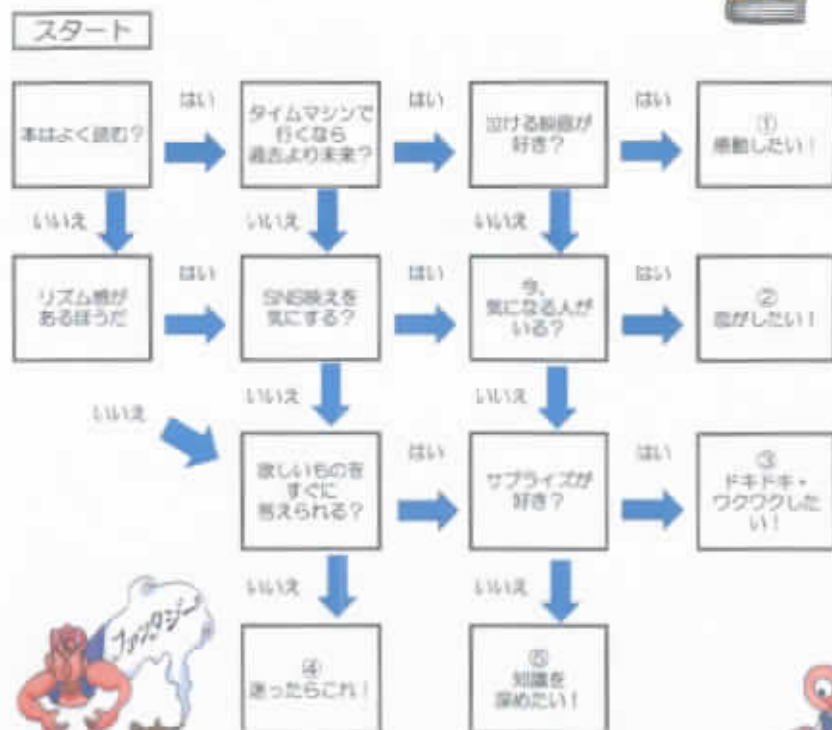 スタート
はい
はい
はい
本はよく読む？
タイムマシンで
行くなら
過去より未来？
泣ける映画が
好き？
①
感動したい！
いいえ
いいえ
いいえ
はい
はい
はい
リズム感が
あるほうだ
SNS映えを
気にする？
今、
気になる人が
いる？
②
恋がしたい！
いいえ
いいえ
いいえ
はい
はい
欲しいものを
すぐに
答えられる？
サプライズが
好き？
③
ドキドキ・
ワクワクした
い！
いいえ
いいえ
ファンタジー
④
迷ったらこれ！
⑤
知識を
深めたい！